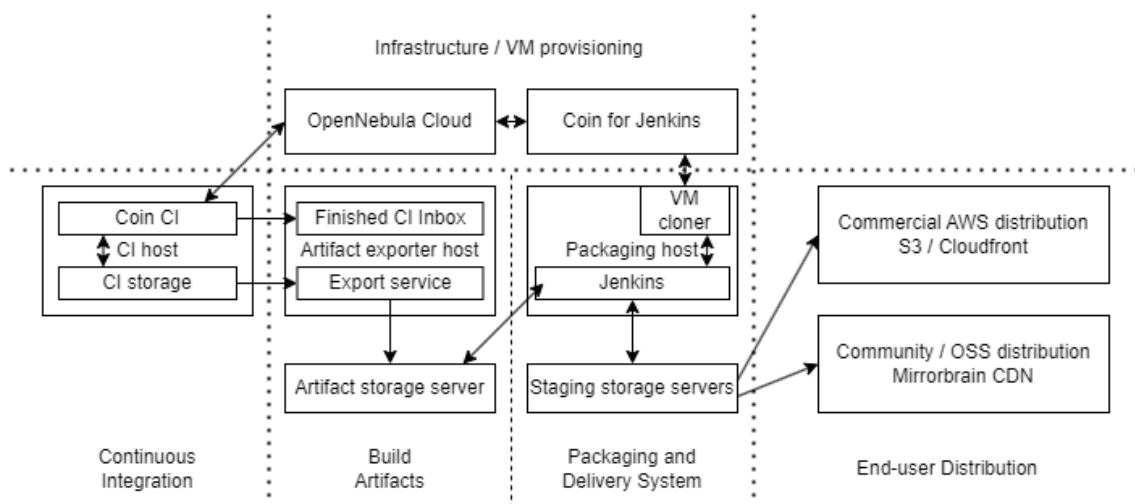 Infrastructure / VM provisioning
OpenNebula Cloud
Coin for Jenkins
Coin CI
CI host
CI storage
Finished CI Inbox
Artifact exporter host
Export service
VM
cloner
Packaging host
Jenkins
Commercial AWS distribution
S3 / Cloudfront
Artifact storage server
Staging storage servers
Community / OSS distribution
Mirrorbrain CDN
Continuous
Integration
Build
Artifacts
Packaging and
Delivery System
End-user Distribution